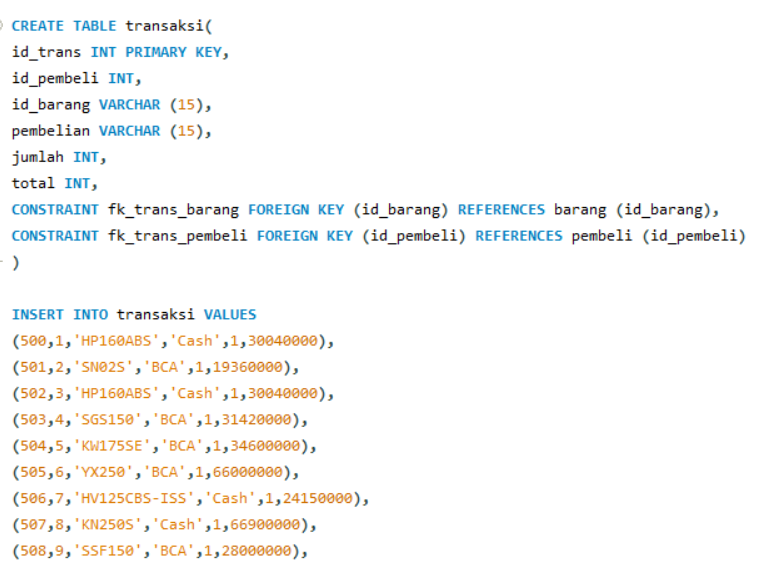 CREATE TABLE transaksi(
id_trans INT PRIMARY KEY,
id_pembeli INT,
id_barang VARCHAR (15),
pembelian VARCHAR (15),
jumlah INT,
total INT,
CONSTRAINT fk_trans_barang FOREIGN KEY (id_barang) REFERENCES barang (id_barang),
CONSTRAINT fk_trans_pembeli FOREIGN KEY (id_pembeli) REFERENCES pembeli (id_pembeli)
)
INSERT INTO transaksi VALUES
(500,1,'HP160ABS','Cash',1,30040000),
(501,2,'SN02S','BCA',1,19360000),
(502,3,'HP160ABS','Cash',1,30040000),
(503,4,'SGS150','BCA',1,31420000),
(504,5,'KW175SE','BCA',1,34600000),
(505,6,'YX250','BCA',1,66000000),
(506,7,'HV125CBS-ISS','Cash',1,24150000),
(507,8,'KN250S','Cash',1,66900000),
(508,9,'SSF150','BCA',1,28000000),